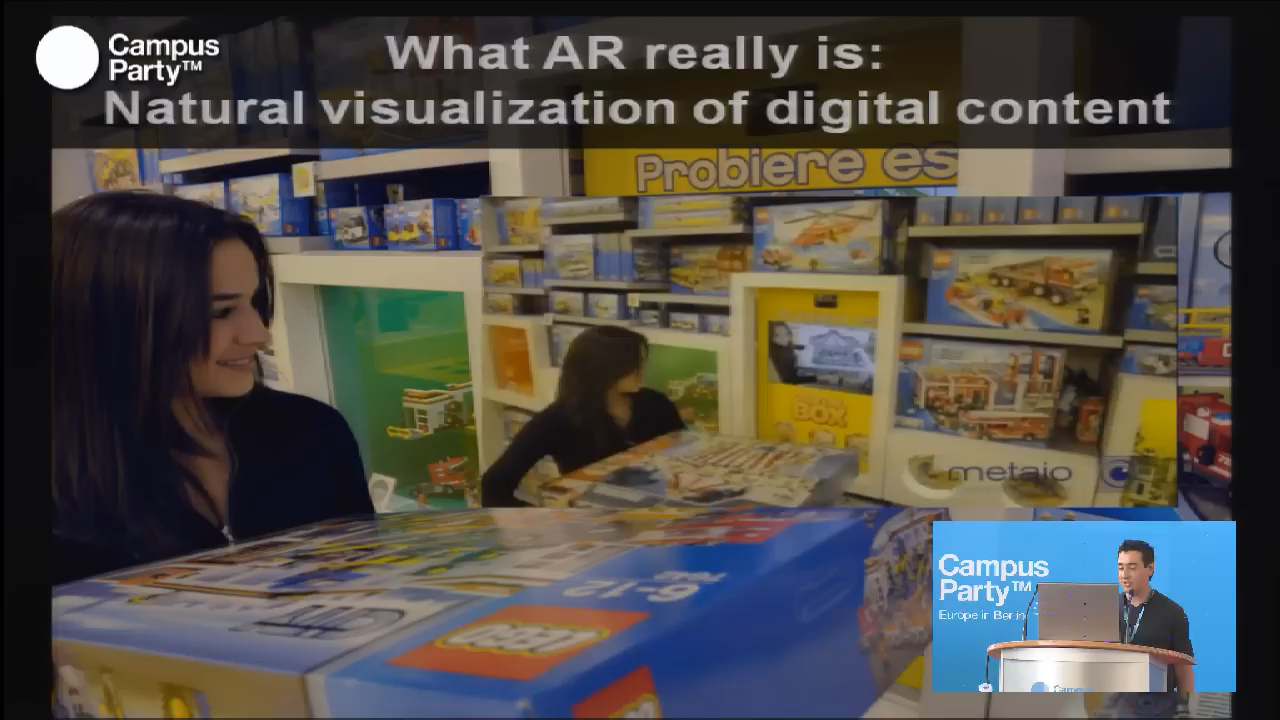 Campus
Party™
What AR really is:
Natural visualization of digital content
Probiere es
BOX
metaio
LEGO
6-12
Campus
Party™
Europe in Berlin
Campus